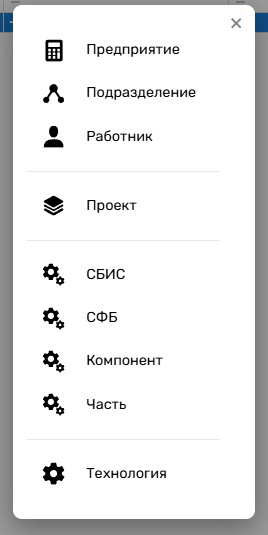 Предприятие
Подразделение
Работник
Проект
СБИС
СФБ
Компонент
Часть
Технология